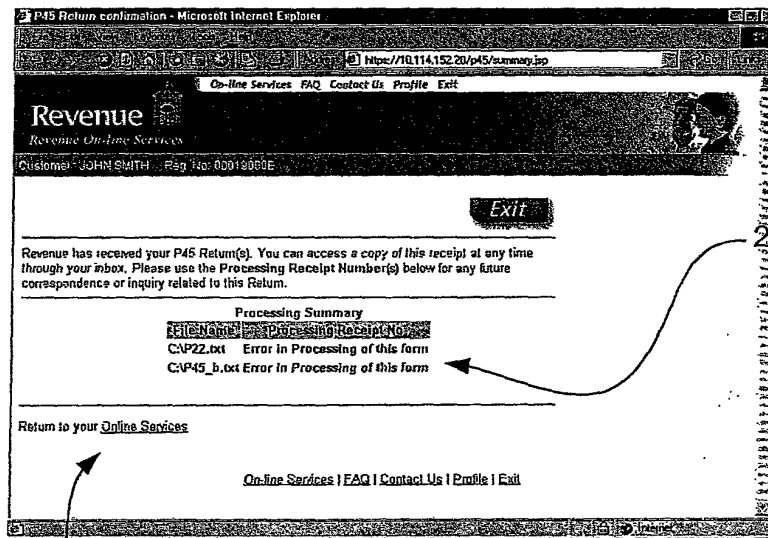 P45 Return confirmation - Microsoft Internet Explorer
https://10.114.152.20/p45/summary.jsp
On-line Services FAQ Contact Us Profile Exit
Revenue
Revenue On-line Services
Customer: JOHN SMITH Reg. No:
Exit
Revenue has received your P45 Return(s). You can access a copy of this receipt at any time
through your inbox. Please use the Processing Receipt Number(s) below for any future
correspondence or inquiry related to this Return.
Processing Summary
File Name Processing Receipt No.
C:\P22.txt Error in Processing of this form
C:\P45_b.txt Error in Processing of this form
Return to your Online Services
On-line Services | FAQ | Contact Us | Profile | Exit
Internet